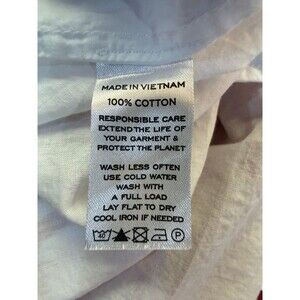 MADE IN VIETNAM
100% COTTON
RESPONSIBLE CARE
EXTEND THE LIFE OF
YOUR GARMENT &
PROTECT THE PLANET
WASH LESS OFTEN
USE COLD WATER
WASH WITH
A FULL LOAD
LAY FLAT TO DRY
COOL IRON IF NEEDED
40 P